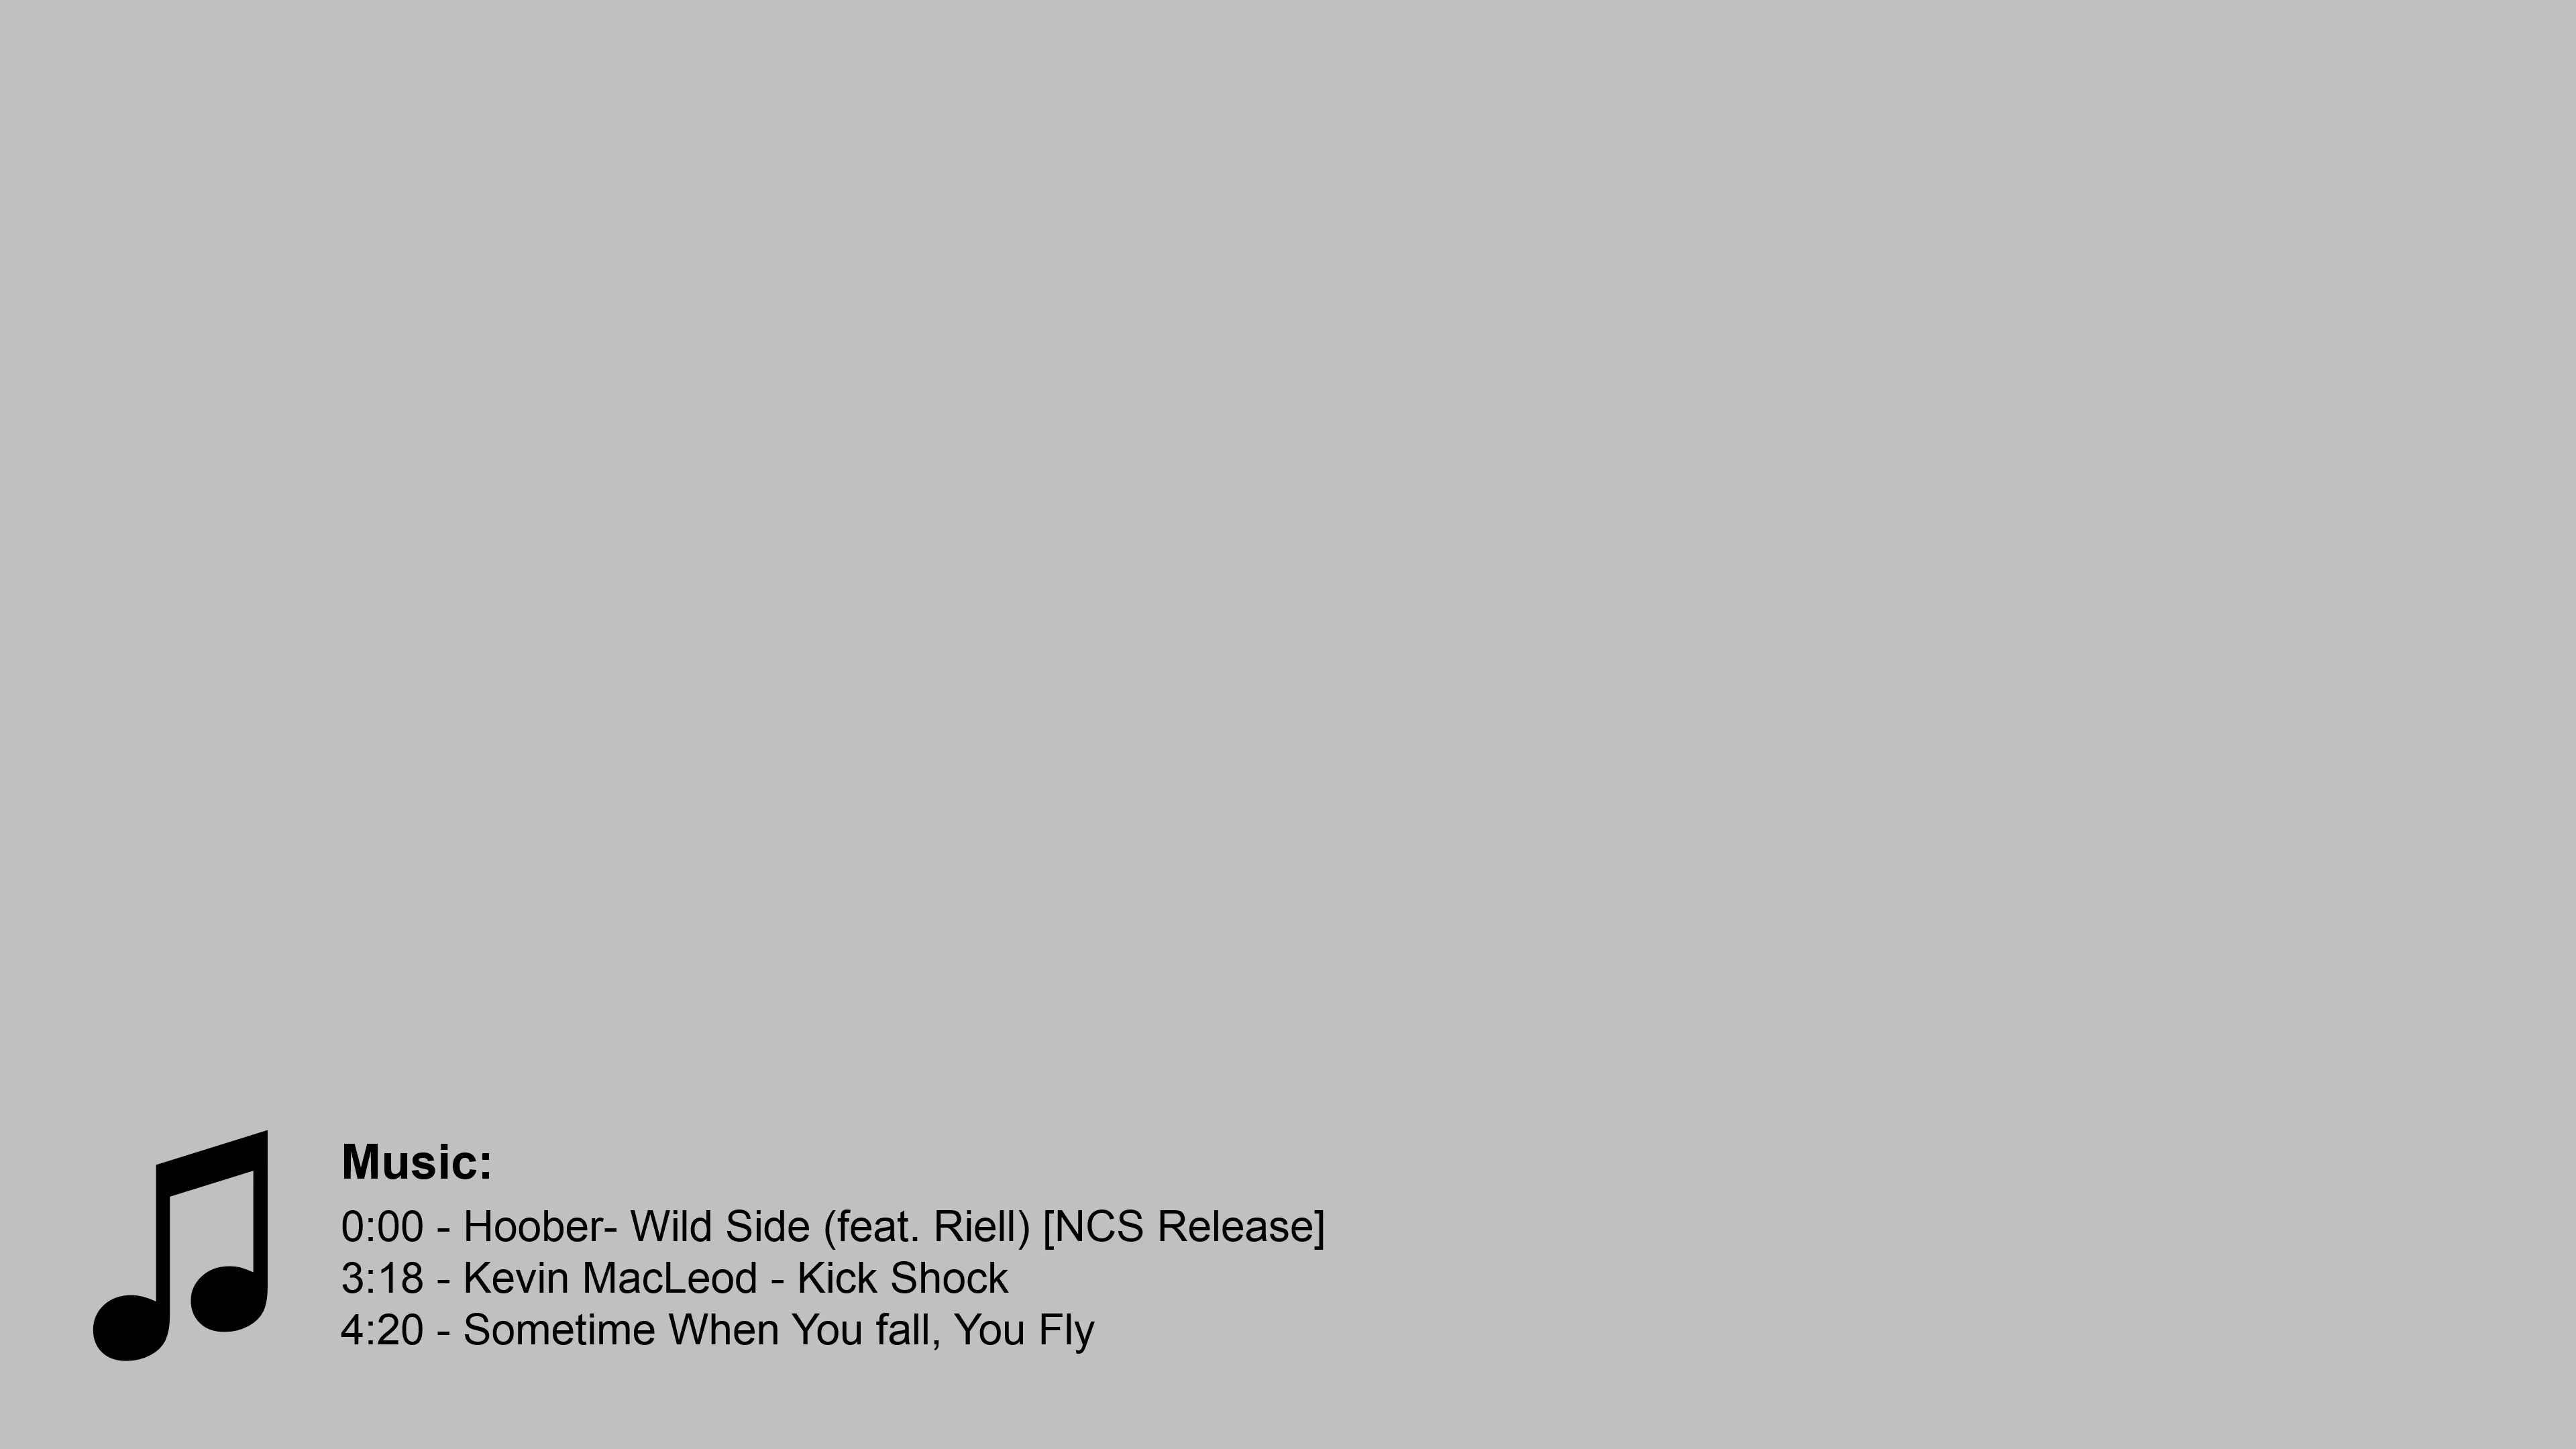 Music:
0:00 - Hoober- Wild Side (feat. Riell) [NCS Release]
3:18 - Kevin MacLeod - Kick Shock
4:20 - Sometime When You fall, You Fly